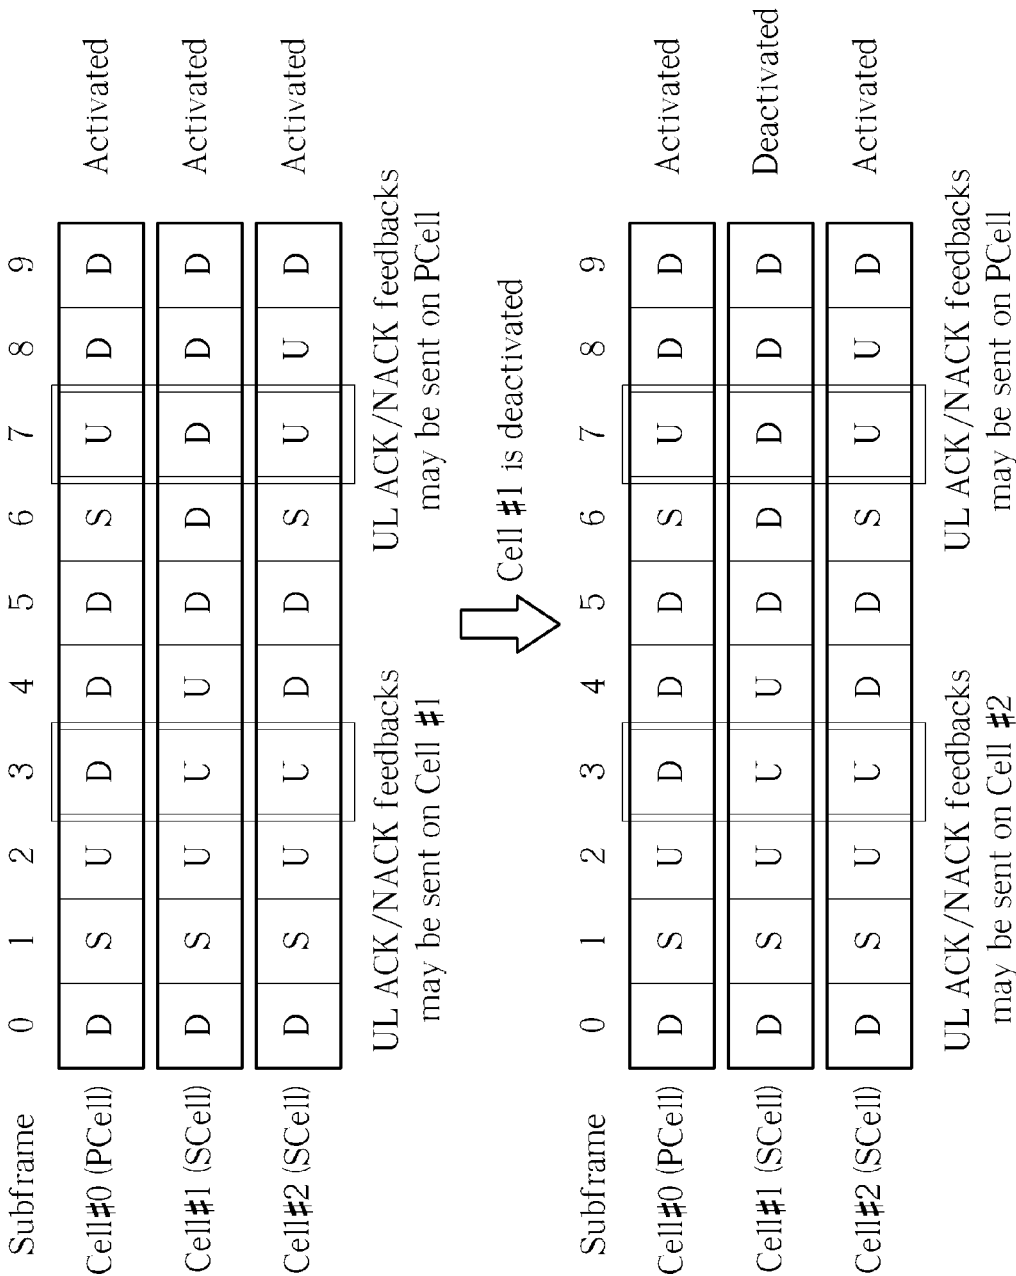 Subframe 0 1 2 3 4 5 6 7 8 9
Cell#0 (PCell) D S U D D D S U D D Activated
Cell#1 (SCell) D S U U U D D D D D Activated
Cell#2 (SCell) D S U U D D S U U D Activated
UL ACK/NACK feedbacks
may be sent on Cell #1
UL ACK/NACK feedbacks
may be sent on PCell
Cell #1 is deactivated
Subframe 0 1 2 3 4 5 6 7 8 9
Cell#0 (PCell) D S U D D D S U D D Activated
Cell#1 (SCell) D S U U U D D D D D Deactivated
Cell#2 (SCell) D S U U D D S U U D Activated
UL ACK/NACK feedbacks
may be sent on Cell #2
UL ACK/NACK feedbacks
may be sent on PCell